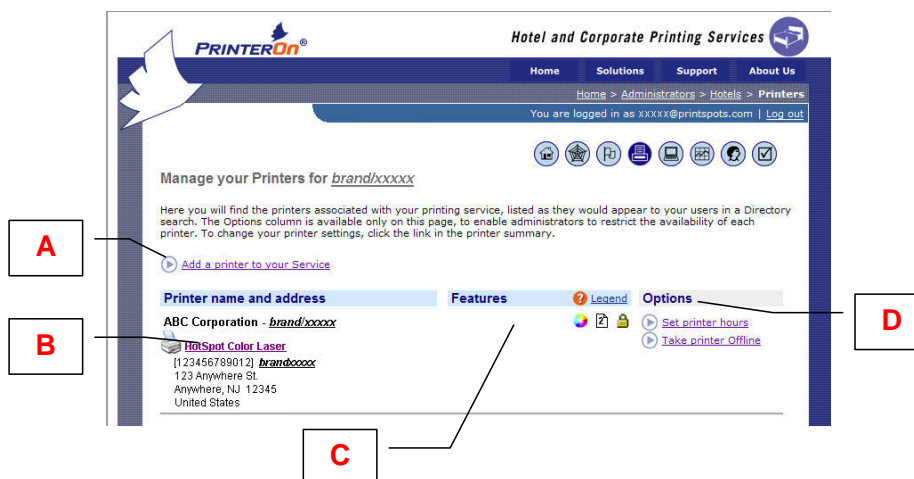 PRINTERON®
Hotel and Corporate Printing Services
Home Solutions Support About Us
Home > Administrators > Hotels > Printers
You are logged in as xxxxx@printspots.com | Log out
Manage your Printers for brand/xxxxx
Here you will find the printers associated with your printing service, listed as they would appear to your users in a Directory
search. The Options column is available only on this page, to enable administrators to restrict the availability of each
printer. To change your printer settings, click the link in the printer summary.
A
Add a printer to your Service
Printer name and address Features ? Legend Options
D
ABC Corporation - brand/xxxxx
2
Set printer hours
B
HotSpot Color Laser
Take printer Offline
[123456789012] brandxxxxx
123 Anywhere St.
Anywhere, NJ 12345
United States
C